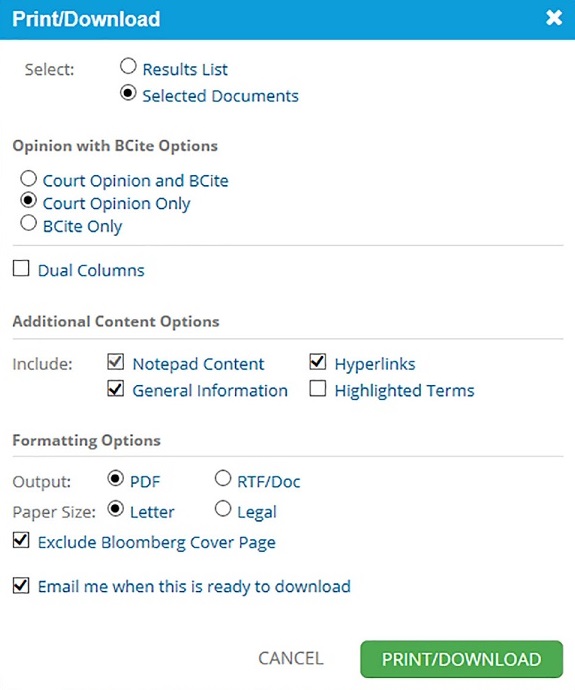 Print/Download
Select: Results List
Selected Documents
Opinion with BCite Options
Court Opinion and BCite
Court Opinion Only
BCite Only
Dual Columns
Additional Content Options
Include: Notepad Content Hyperlinks
General Information Highlighted Terms
Formatting Options
Output: PDF RTF/Doc
Paper Size: Letter Legal
Exclude Bloomberg Cover Page
Email me when this is ready to download
CANCEL PRINT/DOWNLOAD